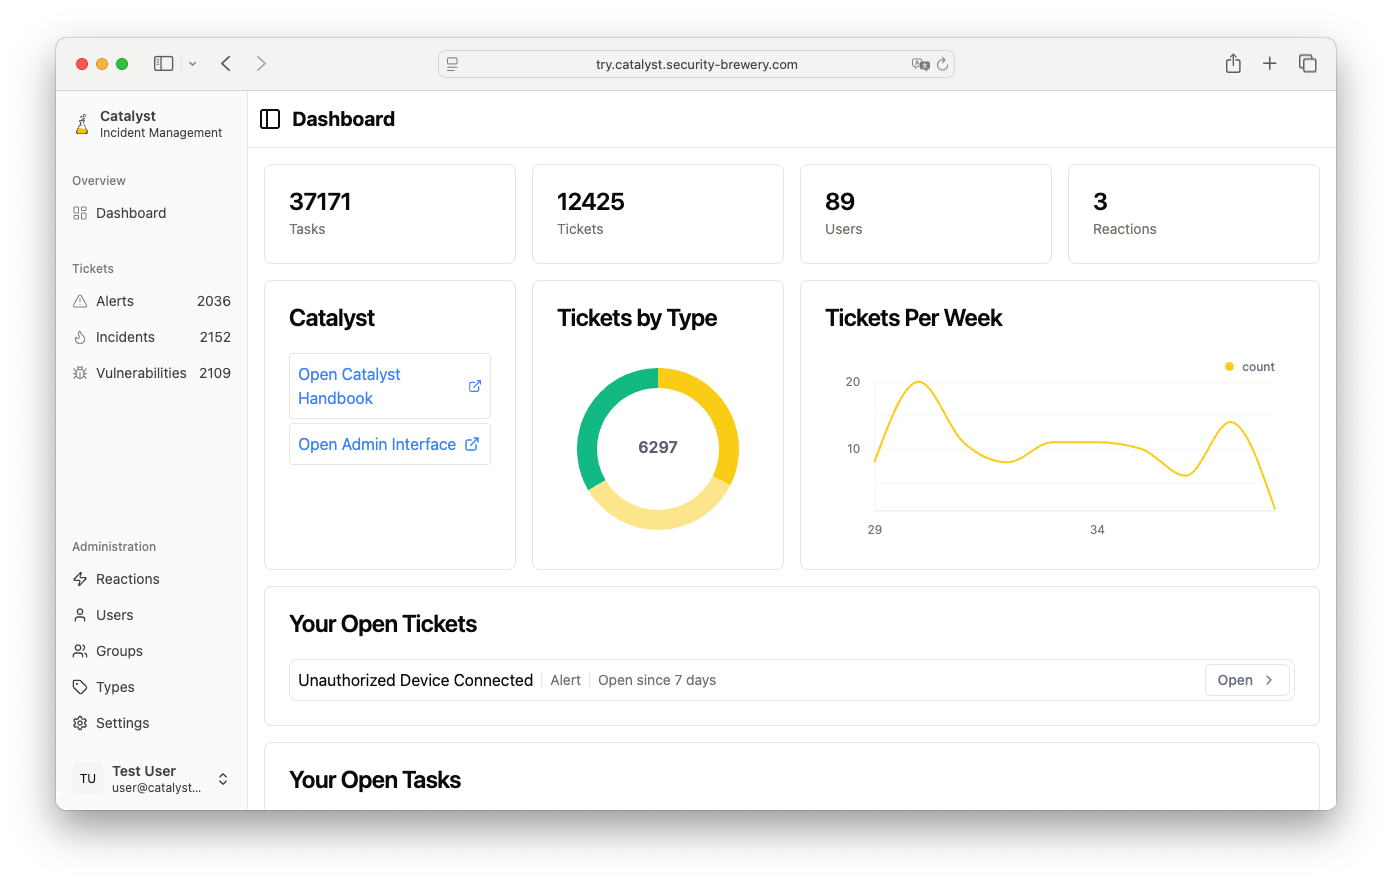 try.catalyst.security-brewery.com
Catalyst
Incident Management
Overview
Dashboard
Tickets
Alerts 2036
Incidents 2152
Vulnerabilities 2109
Administration
Reactions
Users
Groups
Types
Settings
TU
Test User
user@catalyst...
Dashboard
37171
Tasks
12425
Tickets
89
Users
3
Reactions
Catalyst
Open Catalyst
Handbook
Open Admin Interface
Tickets by Type
6297
Tickets Per Week
count
20
10
29 34
Your Open Tickets
Unauthorized Device Connected Alert Open since 7 days Open
Your Open Tasks